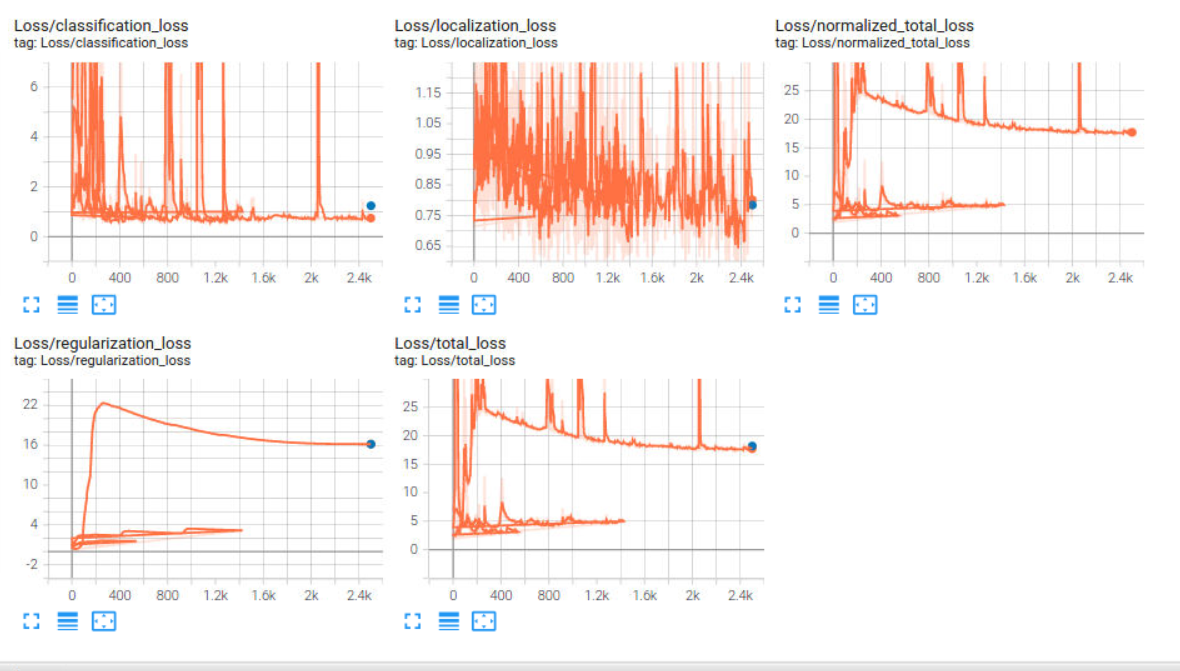 Loss/classification_loss
tag: Loss/classification_loss
6
4
2
0
0 400 800 1.2k 1.6k 2k 2.4k
Loss/localization_loss
tag: Loss/localization_loss
1.15
1.05
0.95
0.85
0.75
0.65
0 400 800 1.2k 1.6k 2k 2.4k
Loss/normalized_total_loss
tag: Loss/normalized_total_loss
25
20
15
10
5
0
0 400 800 1.2k 1.6k 2k 2.4k
Loss/regularization_loss
tag: Loss/regularization_loss
22
16
10
4
-2
0 400 800 1.2k 1.6k 2k 2.4k
Loss/total_loss
tag: Loss/total_loss
25
20
15
10
5
0
0 400 800 1.2k 1.6k 2k 2.4k